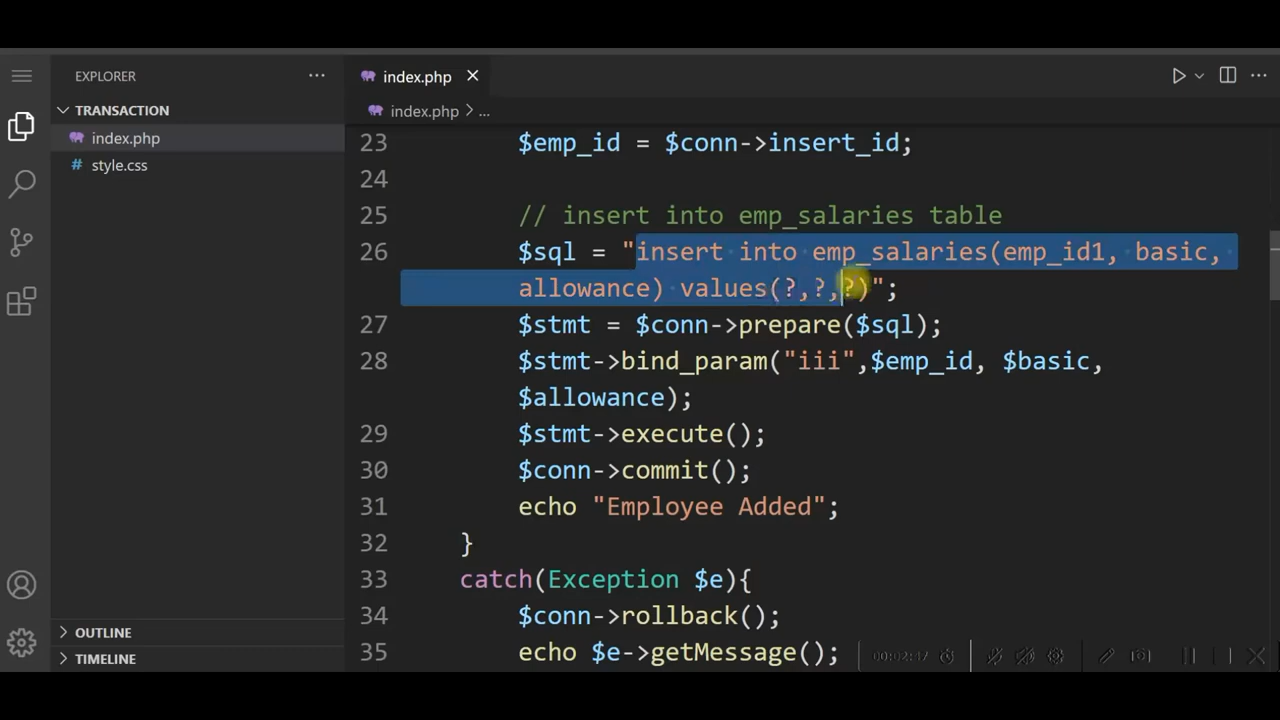 EXPLORER
TRANSACTION
index.php
style.css
OUTLINE
TIMELINE
index.php
index.php > ...
23 $emp_id = $conn->insert_id;
24
25 // insert into emp_salaries table
26 $sql = "insert into emp_salaries(emp_id1, basic,
allowance) values(?,?,?)";
27 $stmt = $conn->prepare($sql);
28 $stmt->bind_param("iii",$emp_id, $basic,
$allowance);
29 $stmt->execute();
30 $conn->commit();
31 echo "Employee Added";
32 }
33 catch(Exception $e){
34 $conn->rollback();
35 echo $e->getMessage();